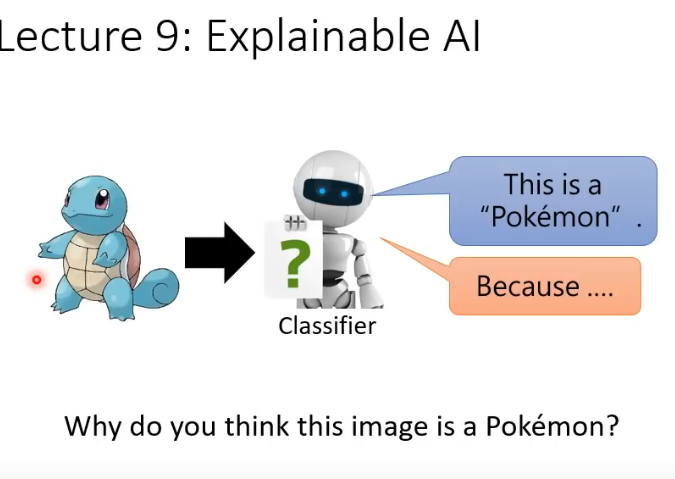 Lecture 9: Explainable AI
This is a
“Pokémon“ .
?
Because ....
Classifier
Why do you think this image is a Pokémon?